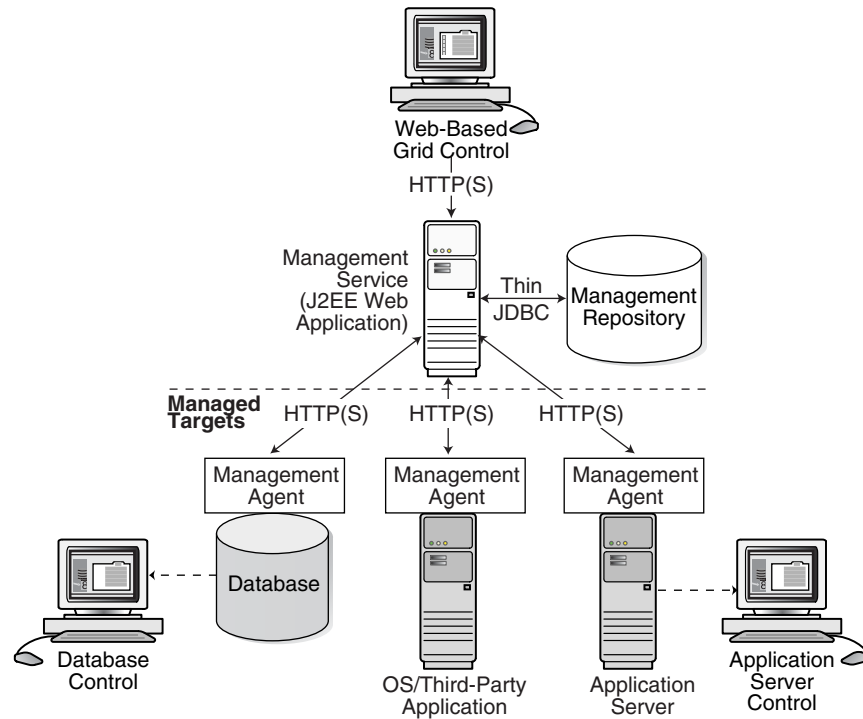 Web-Based
Grid Control
HTTP(S)
Management
Service
(J2EE Web
Application)
Thin
JDBC
Management
Repository
Managed
Targets
HTTP(S)
HTTP(S)
HTTP(S)
Management
Agent
Management
Agent
Management
Agent
Database
Database
Control
OS/Third-Party
Application
Application
Server
Application
Server
Control